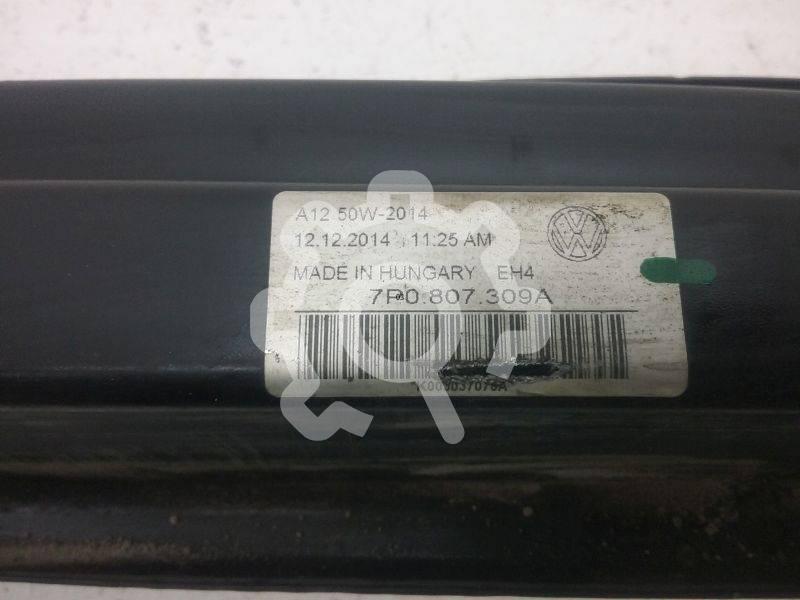 A12 50W-2014
12.12.2014 11:25 AM
MADE IN HUNGARY EH4
7P0.807.309A